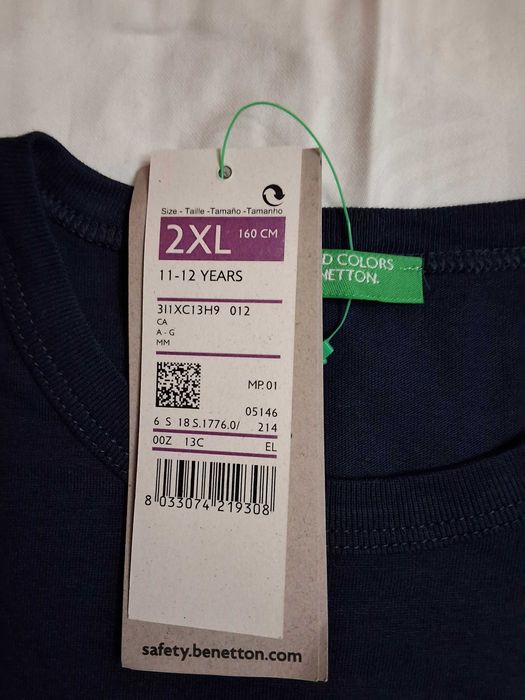 Size - Taille -Tamaño -Tamanho
2XL 160 CM
11-12 YEARS
3I1XC13H9 012
CA
A - G
MM
MP. 01
05146
6 S 18 S.1776.0/ 214
00Z 13C EL
8 033074 219308
safety.benetton.com
D COLORS
NETTON.